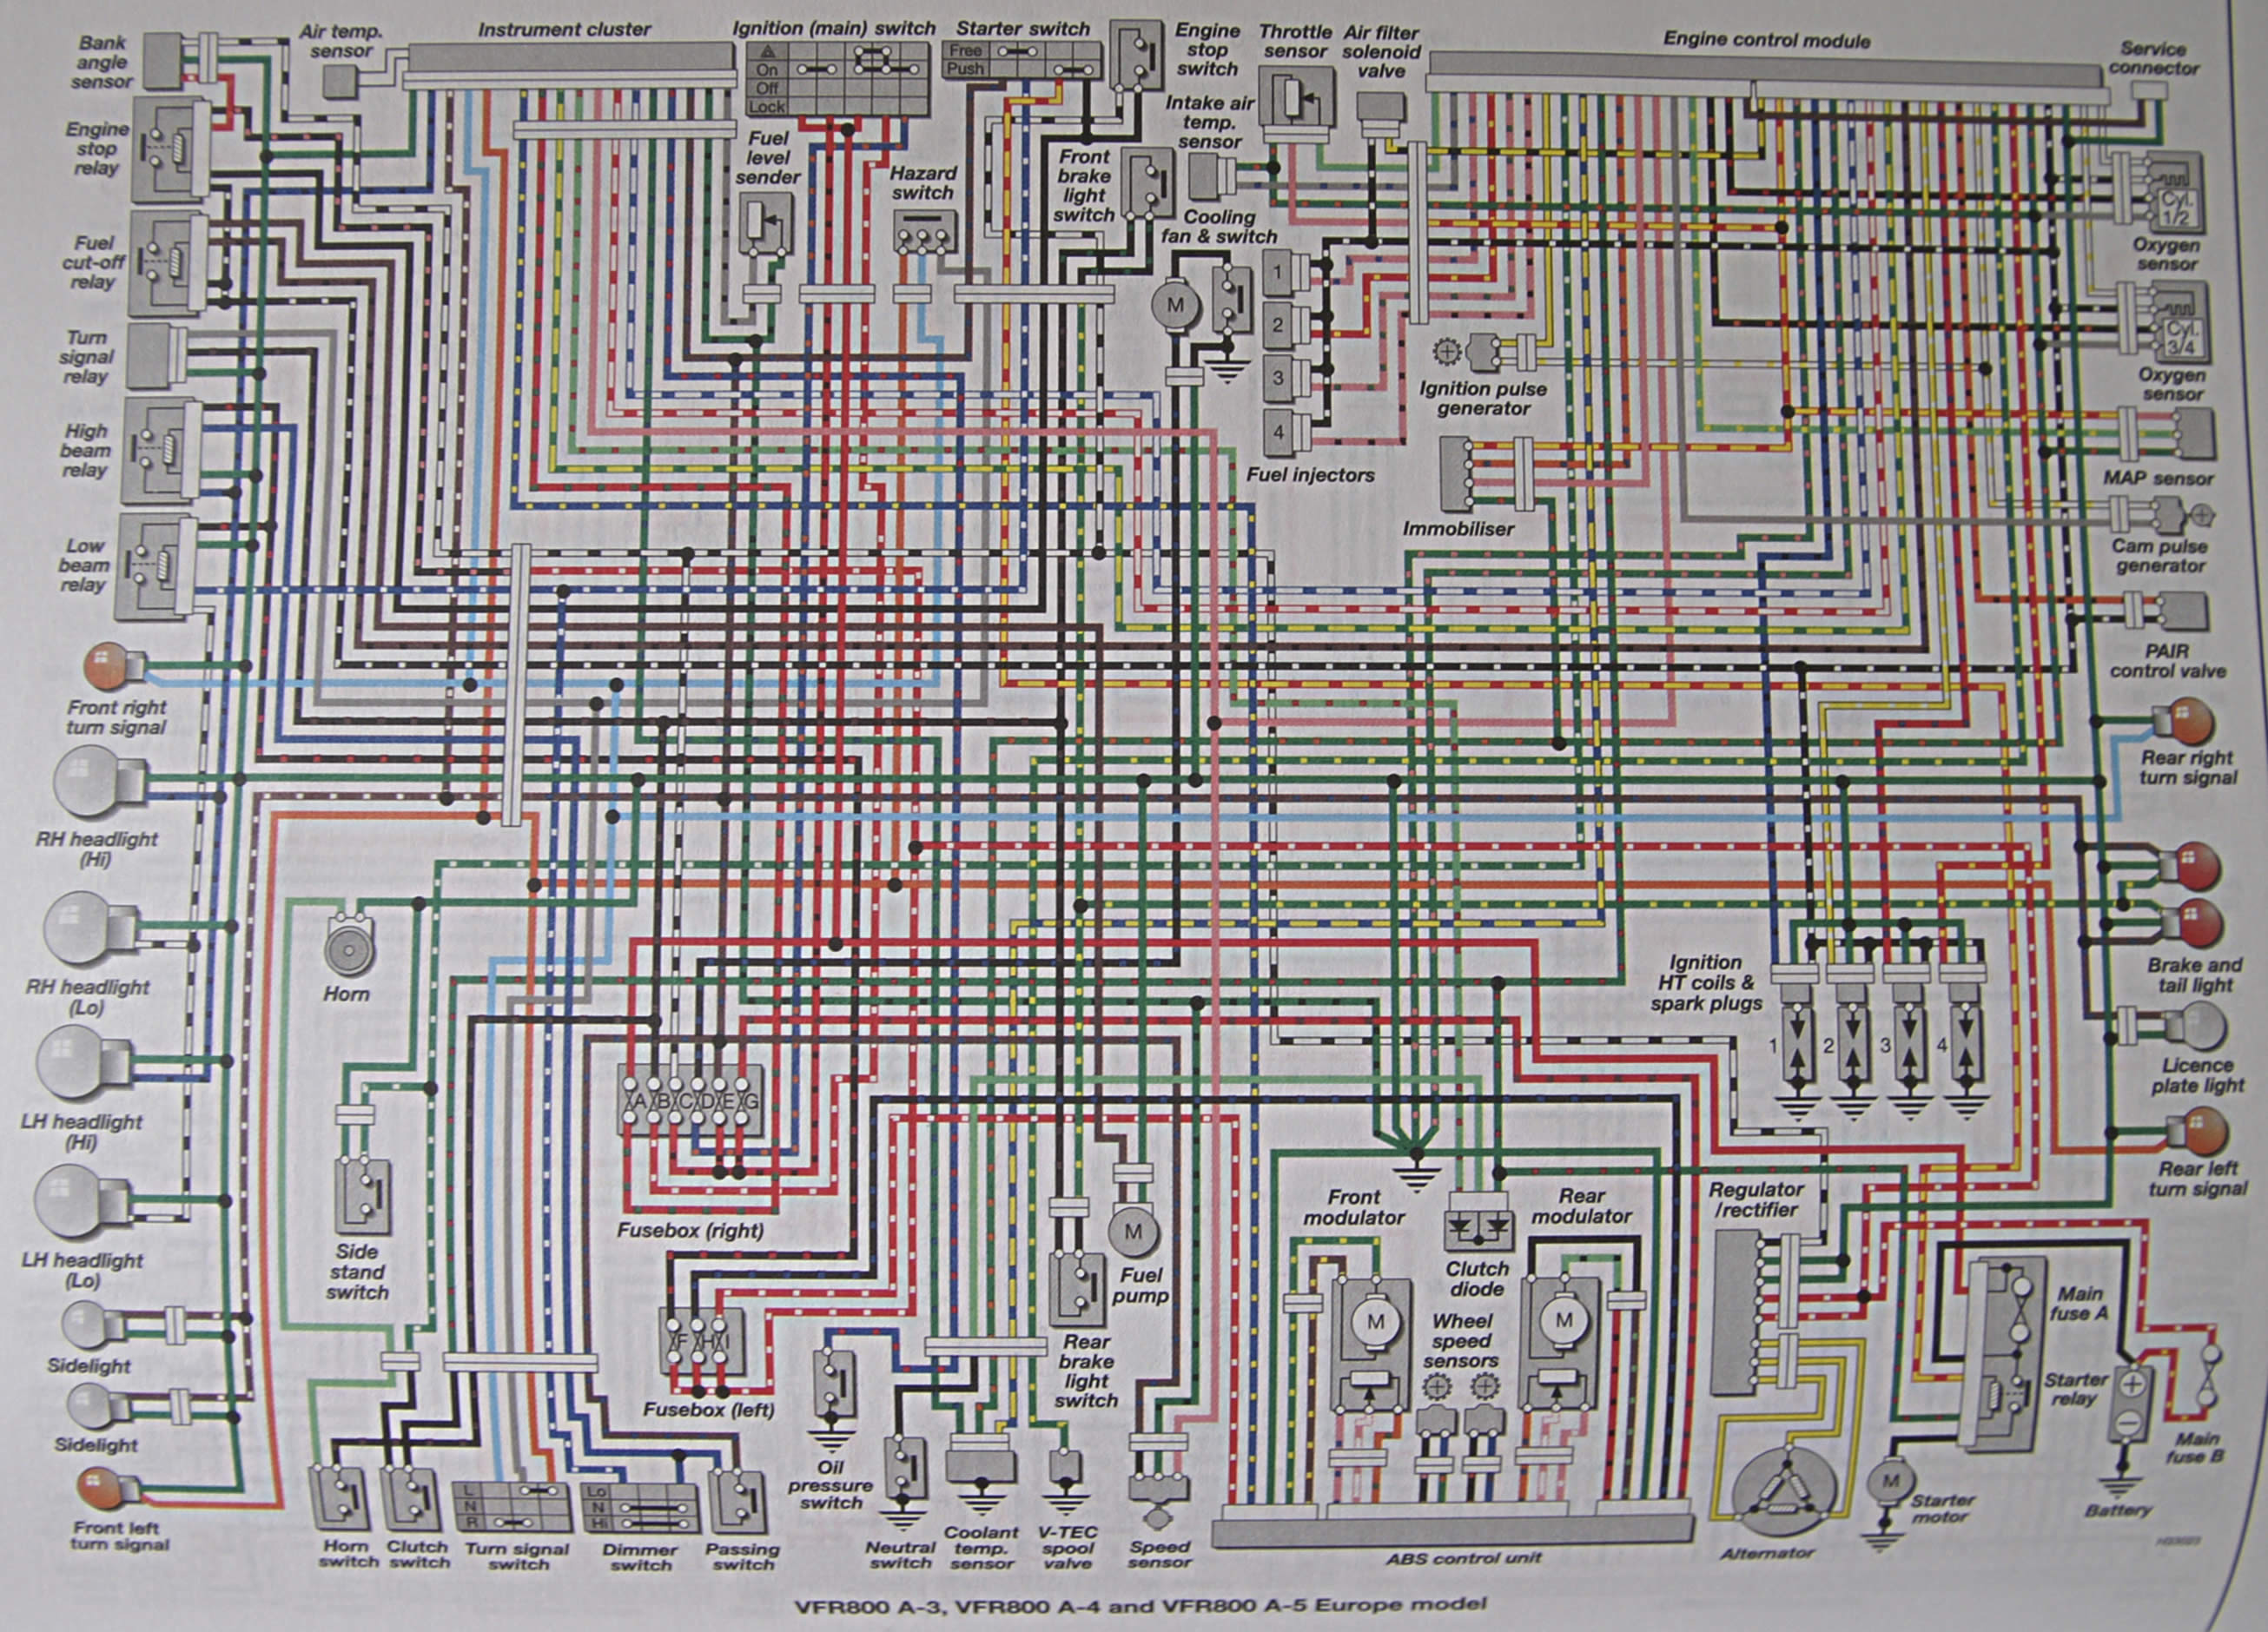 Bank
angle
sensor
Air temp.
sensor
Instrument cluster
Ignition (main) switch
On
Off
Lock
Starter switch
Free
Push
Engine
stop
switch
Throttle
sensor
Air filter
solenoid
valve
Engine control module
Service
connector
Engine
stop
relay
Fuel
level
sender
Hazard
switch
Front
brake
light
switch
Intake air
temp.
sensor
Cooling
fan & switch
M
Cyl.
1/2
Oxygen
sensor
Fuel
cut-off
relay
1
2
3
4
Fuel injectors
Ignition pulse
generator
Cyl.
3/4
Oxygen
sensor
Turn
signal
relay
High
beam
relay
Immobiliser
MAP sensor
Low
beam
relay
Cam pulse
generator
PAIR
control valve
Front right
turn signal
Rear right
turn signal
RH headlight
(Hi)
RH headlight
(Lo)
Horn
Ignition
HT coils &
spark plugs
1
2
3
4
Brake and
tail light
Licence
plate light
LH headlight
(Hi)
A B C D E G
Fusebox (right)
Side
stand
switch
LH headlight
(Lo)
M
Fuel
pump
Front
modulator
M
Clutch
diode
Rear
modulator
M
Wheel
speed
sensors
Regulator
/rectifier
Rear left
turn signal
Main
fuse A
Starter
relay
Main
fuse B
Sidelight
Sidelight
F H I
Fusebox (left)
Rear
brake
light
switch
Oil
pressure
switch
Front left
turn signal
Horn
switch
Clutch
switch
L
N
R
Turn signal
switch
Lo
N
Hi
Dimmer
switch
Passing
switch
Neutral
switch
Coolant
temp.
sensor
V-TEC
spool
valve
Speed
sensor
ABS control unit
Alternator
M
Starter
motor
Battery
VFR800 A-3, VFR800 A-4 and VFR800 A-5 Europe model